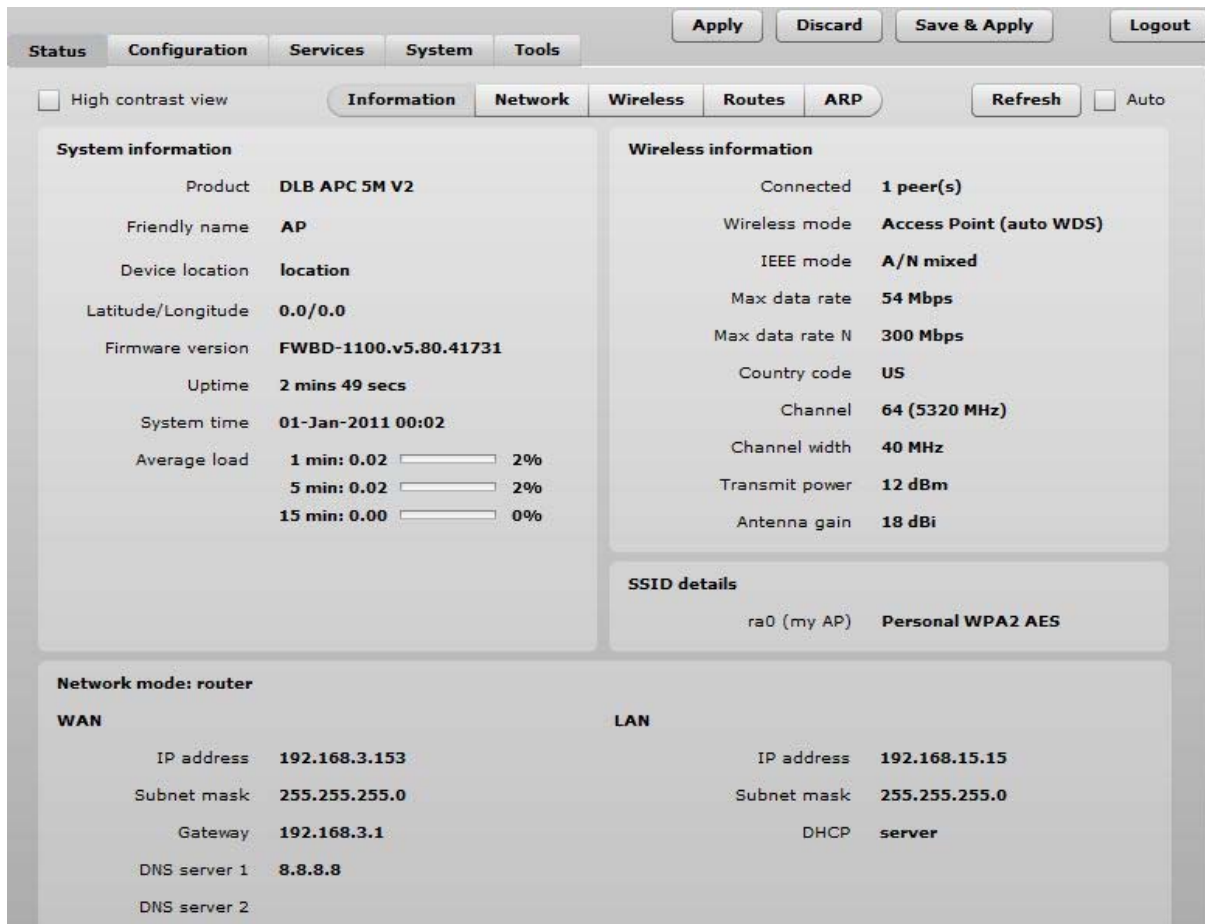 Apply Discard Save & Apply Logout
Status Configuration Services System Tools
High contrast view Information Network Wireless Routes ARP Refresh Auto
System information
Product DLB APC 5M V2
Friendly name AP
Device location location
Latitude/Longitude 0.0/0.0
Firmware version FWBD-1100.v5.80.41731
Uptime 2 mins 49 secs
System time 01-Jan-2011 00:02
Average load 1 min: 0.02 2%
5 min: 0.02 2%
15 min: 0.00 0%
Wireless information
Connected 1 peer(s)
Wireless mode Access Point (auto WDS)
IEEE mode A/N mixed
Max data rate 54 Mbps
Max data rate N 300 Mbps
Country code US
Channel 64 (5320 MHz)
Channel width 40 MHz
Transmit power 12 dBm
Antenna gain 18 dBi
SSID details
ra0 (my AP) Personal WPA2 AES
Network mode: router
WAN
IP address 192.168.3.153
Subnet mask 255.255.255.0
Gateway 192.168.3.1
DNS server 1 8.8.8.8
DNS server 2
LAN
IP address 192.168.15.15
Subnet mask 255.255.255.0
DHCP server